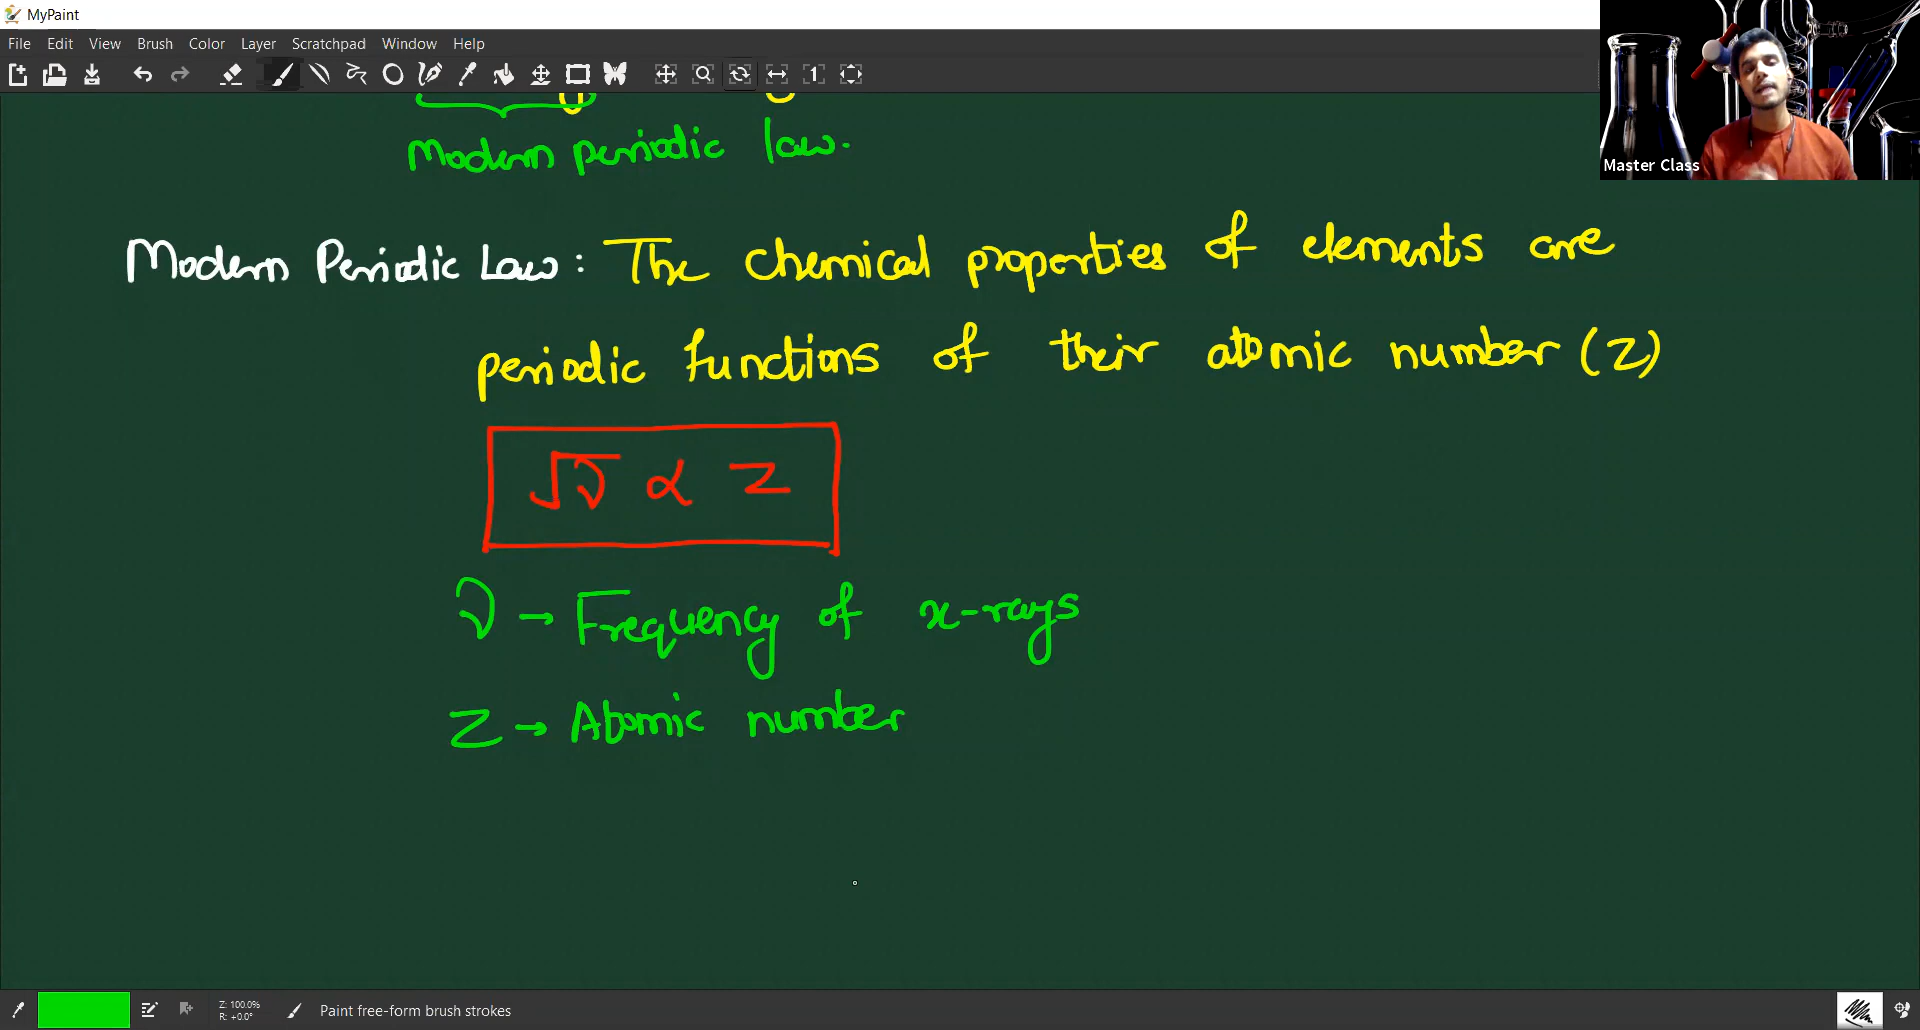 MyPaint
File Edit View Brush Color Layer Scratchpad Window Help
Master Class
Modern periodic law.
Modern Periodic Law : The chemical properties of elements are
periodic functions of their atomic number (Z)
√ν ∝ Z
ν → Frequency of x-rays
Z → Atomic number
Z: 100.0%
R: +0.0°
Paint free-form brush strokes